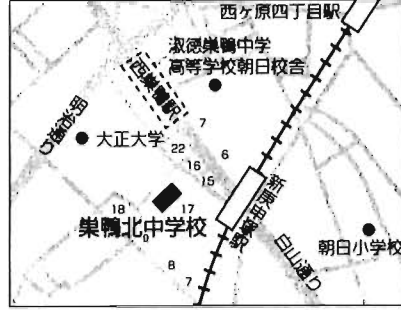 西ヶ原四丁目駅
淑徳巣鴨中学
高等学校朝日校舎
西巣鴨駅
明治通り
大正大学
7
22
6
16
15
新庚申塚駅
18
17
巣鴨北中学校
0
白山通り
朝日小学校
8
7